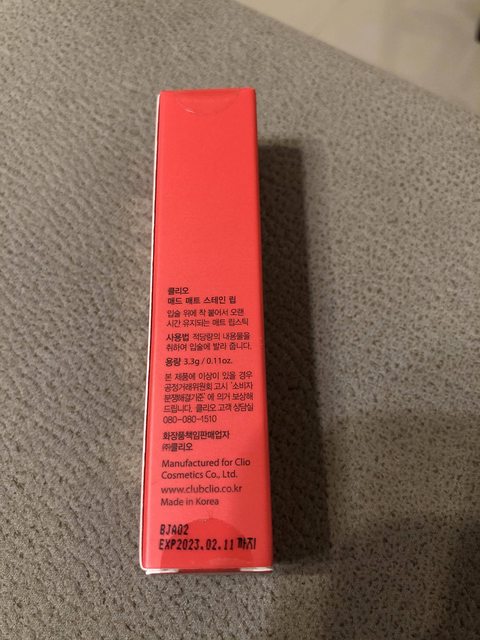 클리오
매드 매트 스테인 립
입술 위에 착 붙어서 오랜
시간 유지되는 매트 립스틱
사용법 적당량의 내용물을
취하여 입술에 발라 줍니다.
용량 3.3g / 0.11oz.
본 제품에 이상이 있을 경우
공정거래위원회 고시 '소비자
분쟁해결기준' 에 의거 보상해
드립니다. 클리오 고객 상담실
080-080-1510
화장품책임판매업자
㈜클리오
Manufactured for Clio
Cosmetics Co., Ltd.
www.clubclio.co.kr
Made in Korea
BJA02
EXP2023.02.11 까지